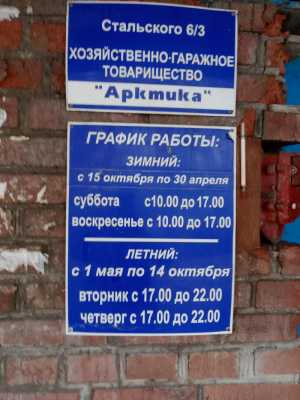 Стальского 6/3
ХОЗЯЙСТВЕННО-ГАРАЖНОЕ
ТОВАРИЩЕСТВО
"Арктика"
ГРАФИК РАБОТЫ:
ЗИМНИЙ:
с 15 октября по 30 апреля
суббота с10.00 до 17.00
воскресенье с 10.00 до 17.00
ЛЕТНИЙ:
с 1 мая по 14 октября
вторник с 17.00 до 22.00
четверг с 17.00 до 22.00